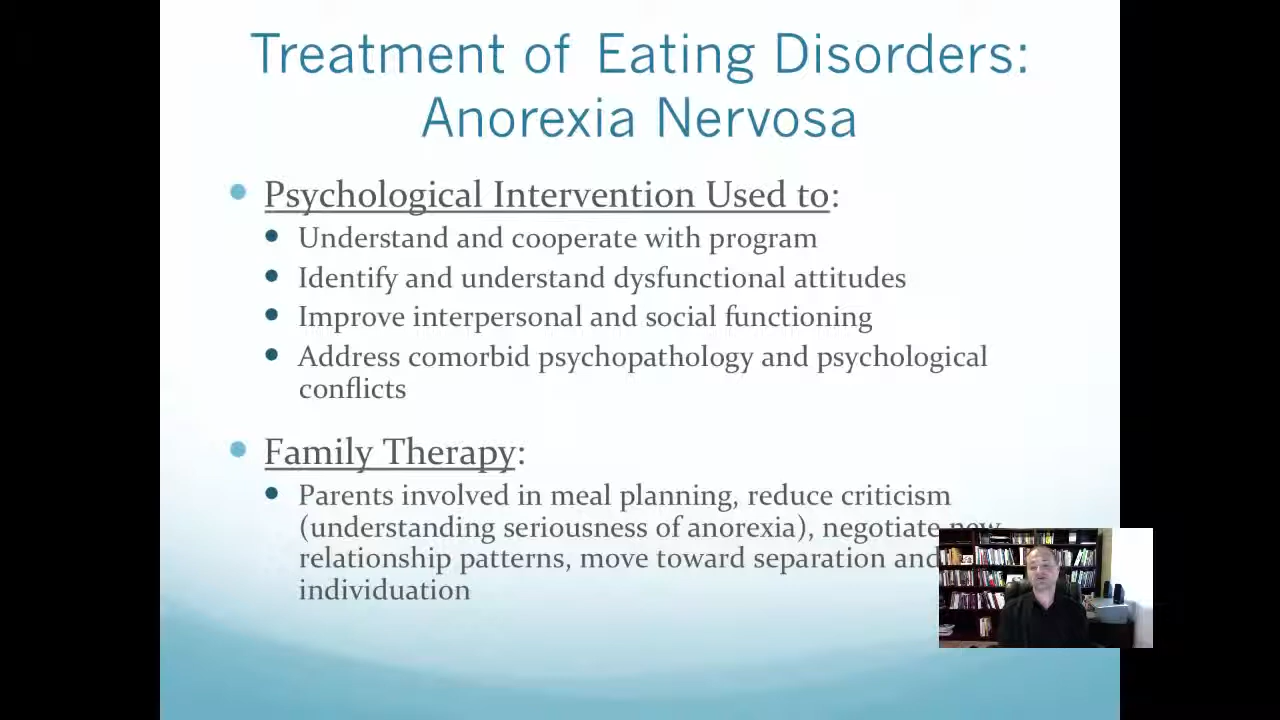 Treatment of Eating Disorders:
Anorexia Nervosa
Psychological Intervention Used to:
Understand and cooperate with program
Identify and understand dysfunctional attitudes
Improve interpersonal and social functioning
Address comorbid psychopathology and psychological
conflicts
Family Therapy:
Parents involved in meal planning, reduce criticism
(understanding seriousness of anorexia), negotiate new
relationship patterns, move toward separation and
individuation